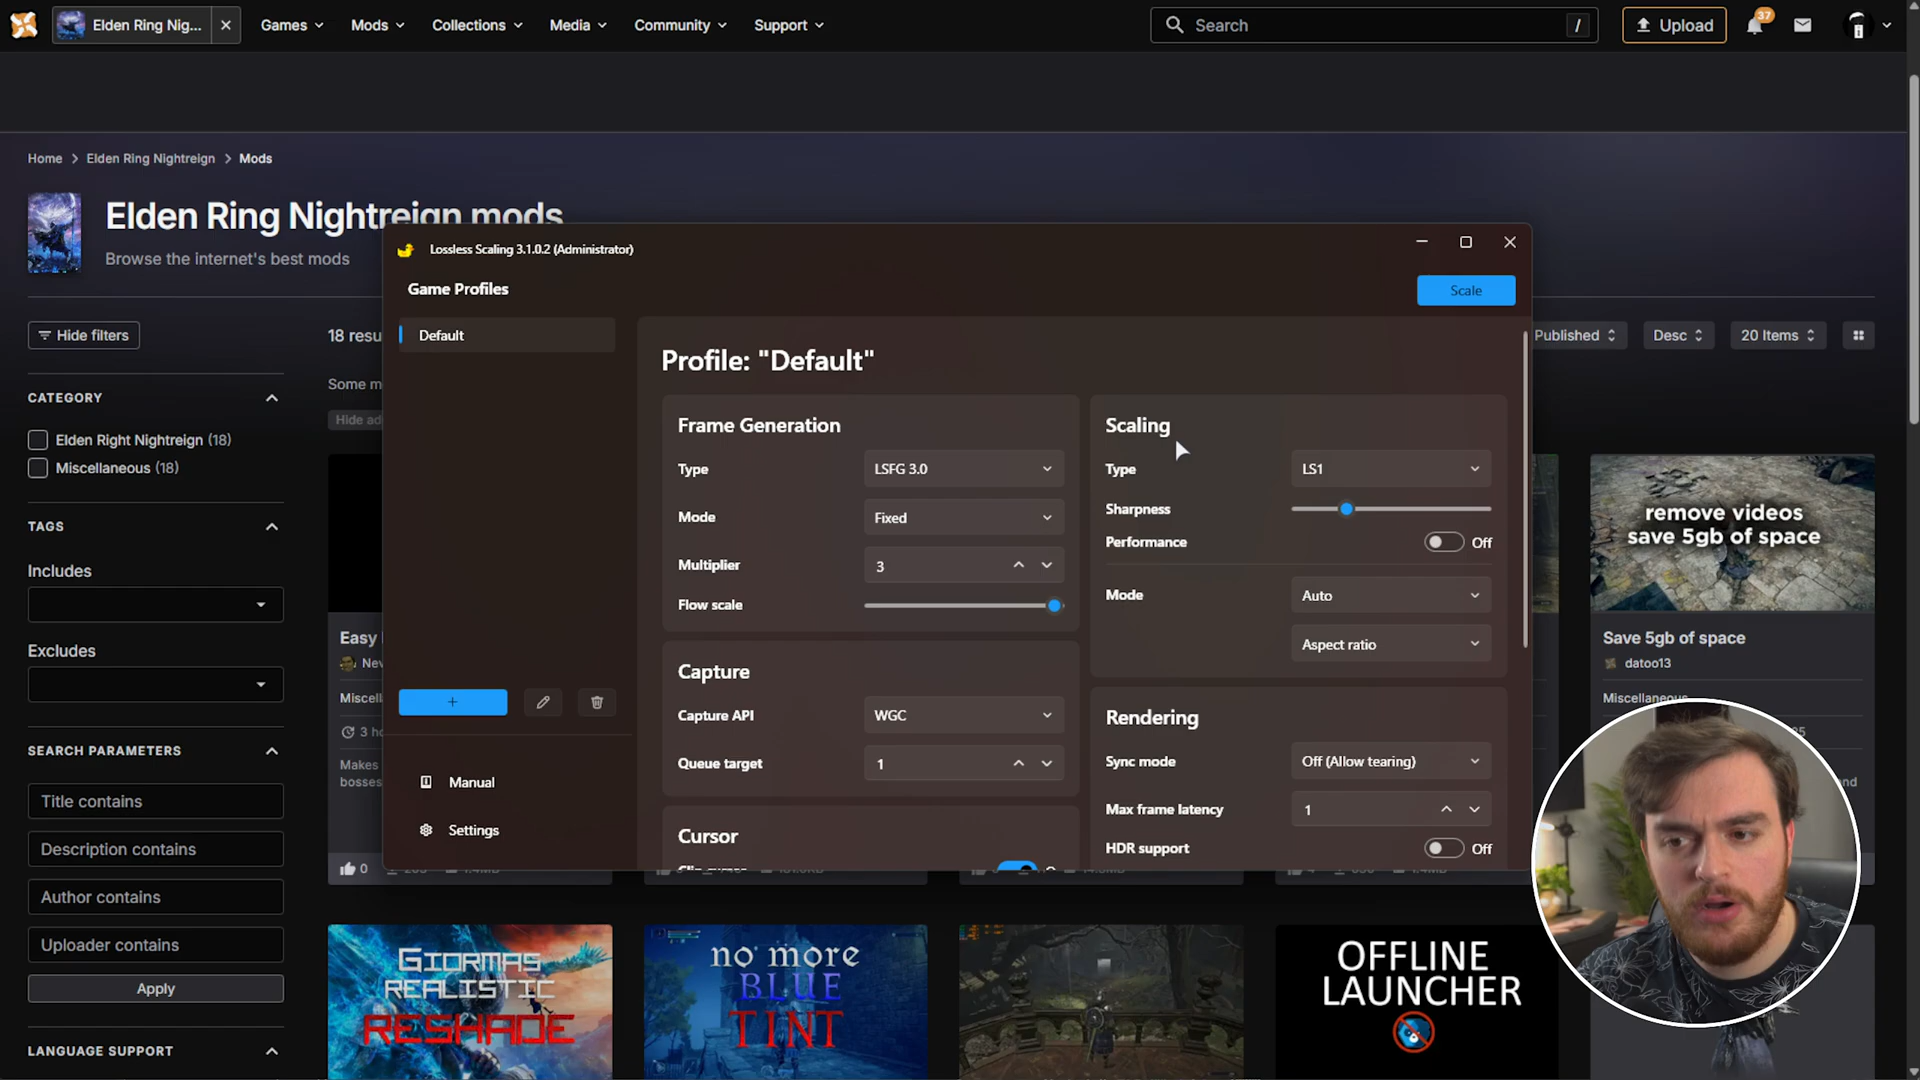 Elden Ring Nig...
Games
Mods
Collections
Media
Community
Support
Search
/
Upload
37
Home
Elden Ring Nightreign
Mods
Elden Ring Nightreign mods
Browse the internet's best mods
Hide filters
18 resu
Published
Desc
20 Items
CATEGORY
Elden Right Nightreign (18)
Miscellaneous (18)
TAGS
Includes
Excludes
SEARCH PARAMETERS
Title contains
Description contains
Author contains
Uploader contains
Apply
LANGUAGE SUPPORT
Some m
Hide ad
Lossless Scaling 3.1.0.2 (Administrator)
Game Profiles
Scale
Default
Manual
Settings
Profile: "Default"
Frame Generation
Type
LSFG 3.0
Mode
Fixed
Multiplier
3
Flow scale
Capture
Capture API
WGC
Queue target
1
Cursor
Scaling
Type
LS1
Sharpness
Performance
Off
Mode
Auto
Aspect ratio
Rendering
Sync mode
Off (Allow tearing)
Max frame latency
1
HDR support
Off
Easy
Nev
Miscell
3 ho
Makes
bosses
0
remove videos
save 5gb of space
Save 5gb of space
datoo13
Miscellaneous
GIORMAS
REALISTIC
RESHADE
no more
BLUE
TINT
OFFLINE
LAUNCHER